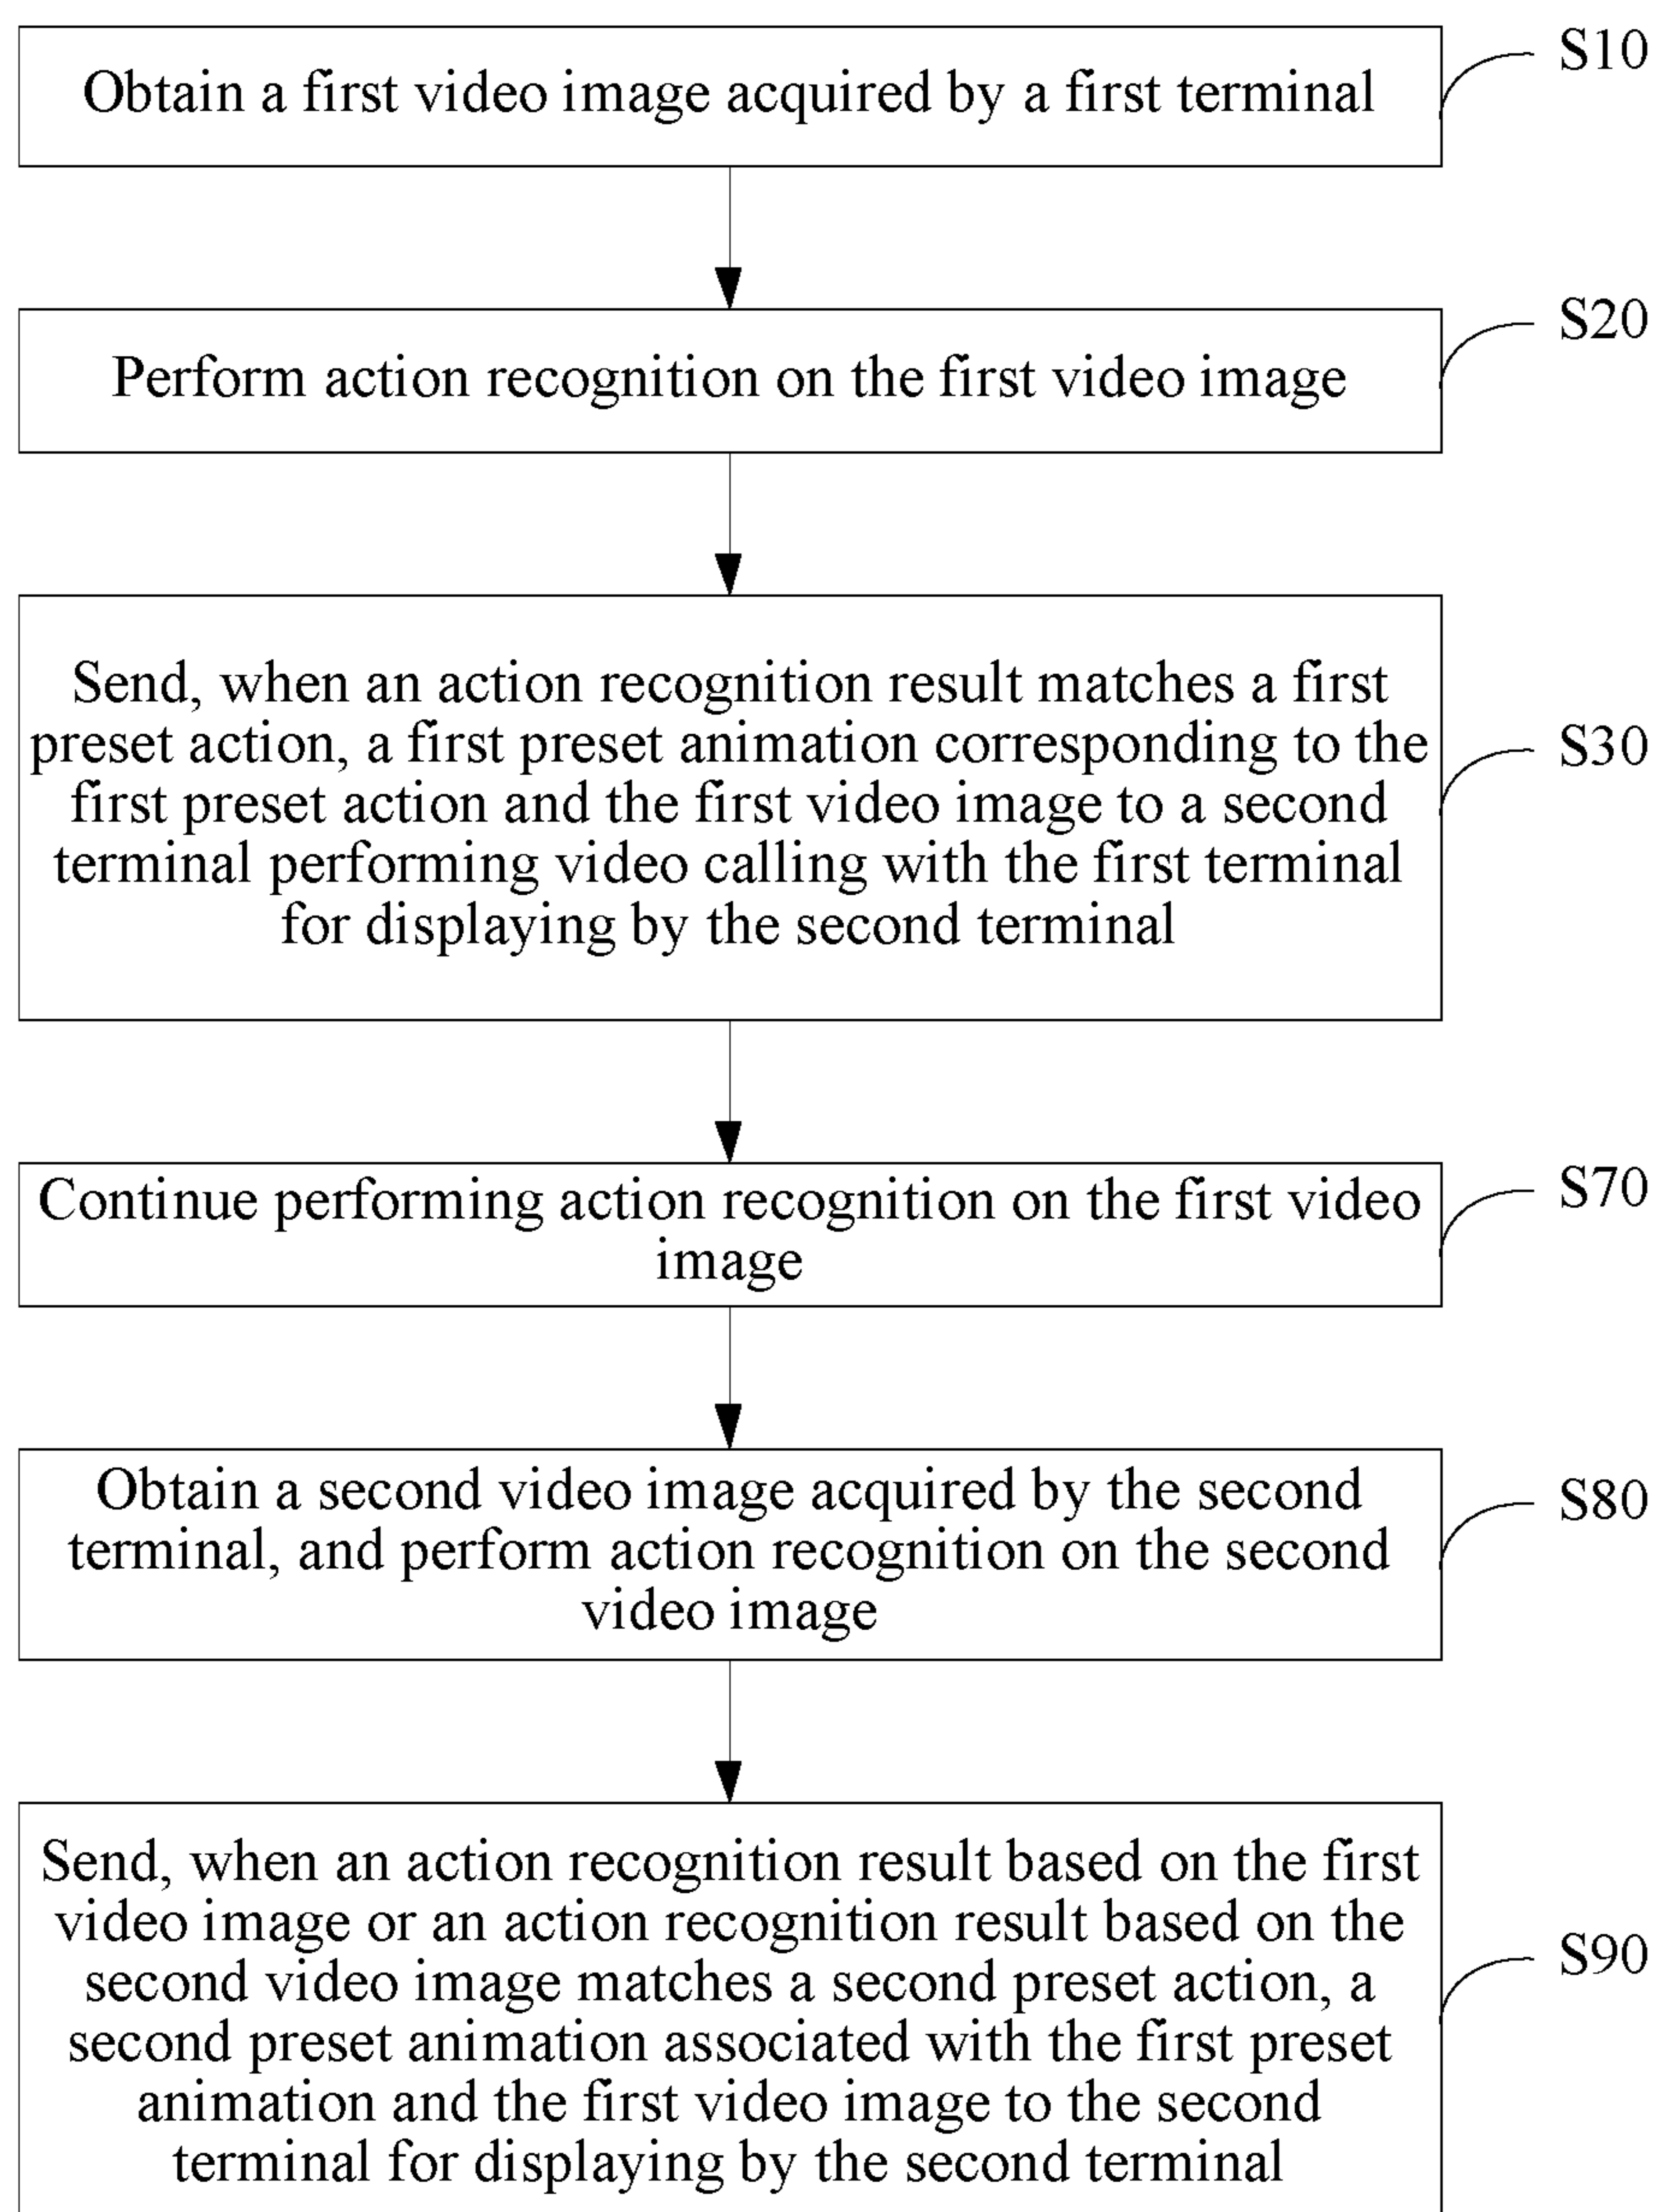 Obtain a first video image acquired by a first terminal
S10
Perform action recognition on the first video image
S20
Send, when an action recognition result matches a first
preset action, a first preset animation corresponding to the
first preset action and the first video image to a second
terminal performing video calling with the first terminal
for displaying by the second terminal
S30
Continue performing action recognition on the first video
image
S70
Obtain a second video image acquired by the second
terminal, and perform action recognition on the second
video image
S80
Send, when an action recognition result based on the first
video image or an action recognition result based on the
second video image matches a second preset action, a
second preset animation associated with the first preset
animation and the first video image to the second
terminal for displaying by the second terminal
S90